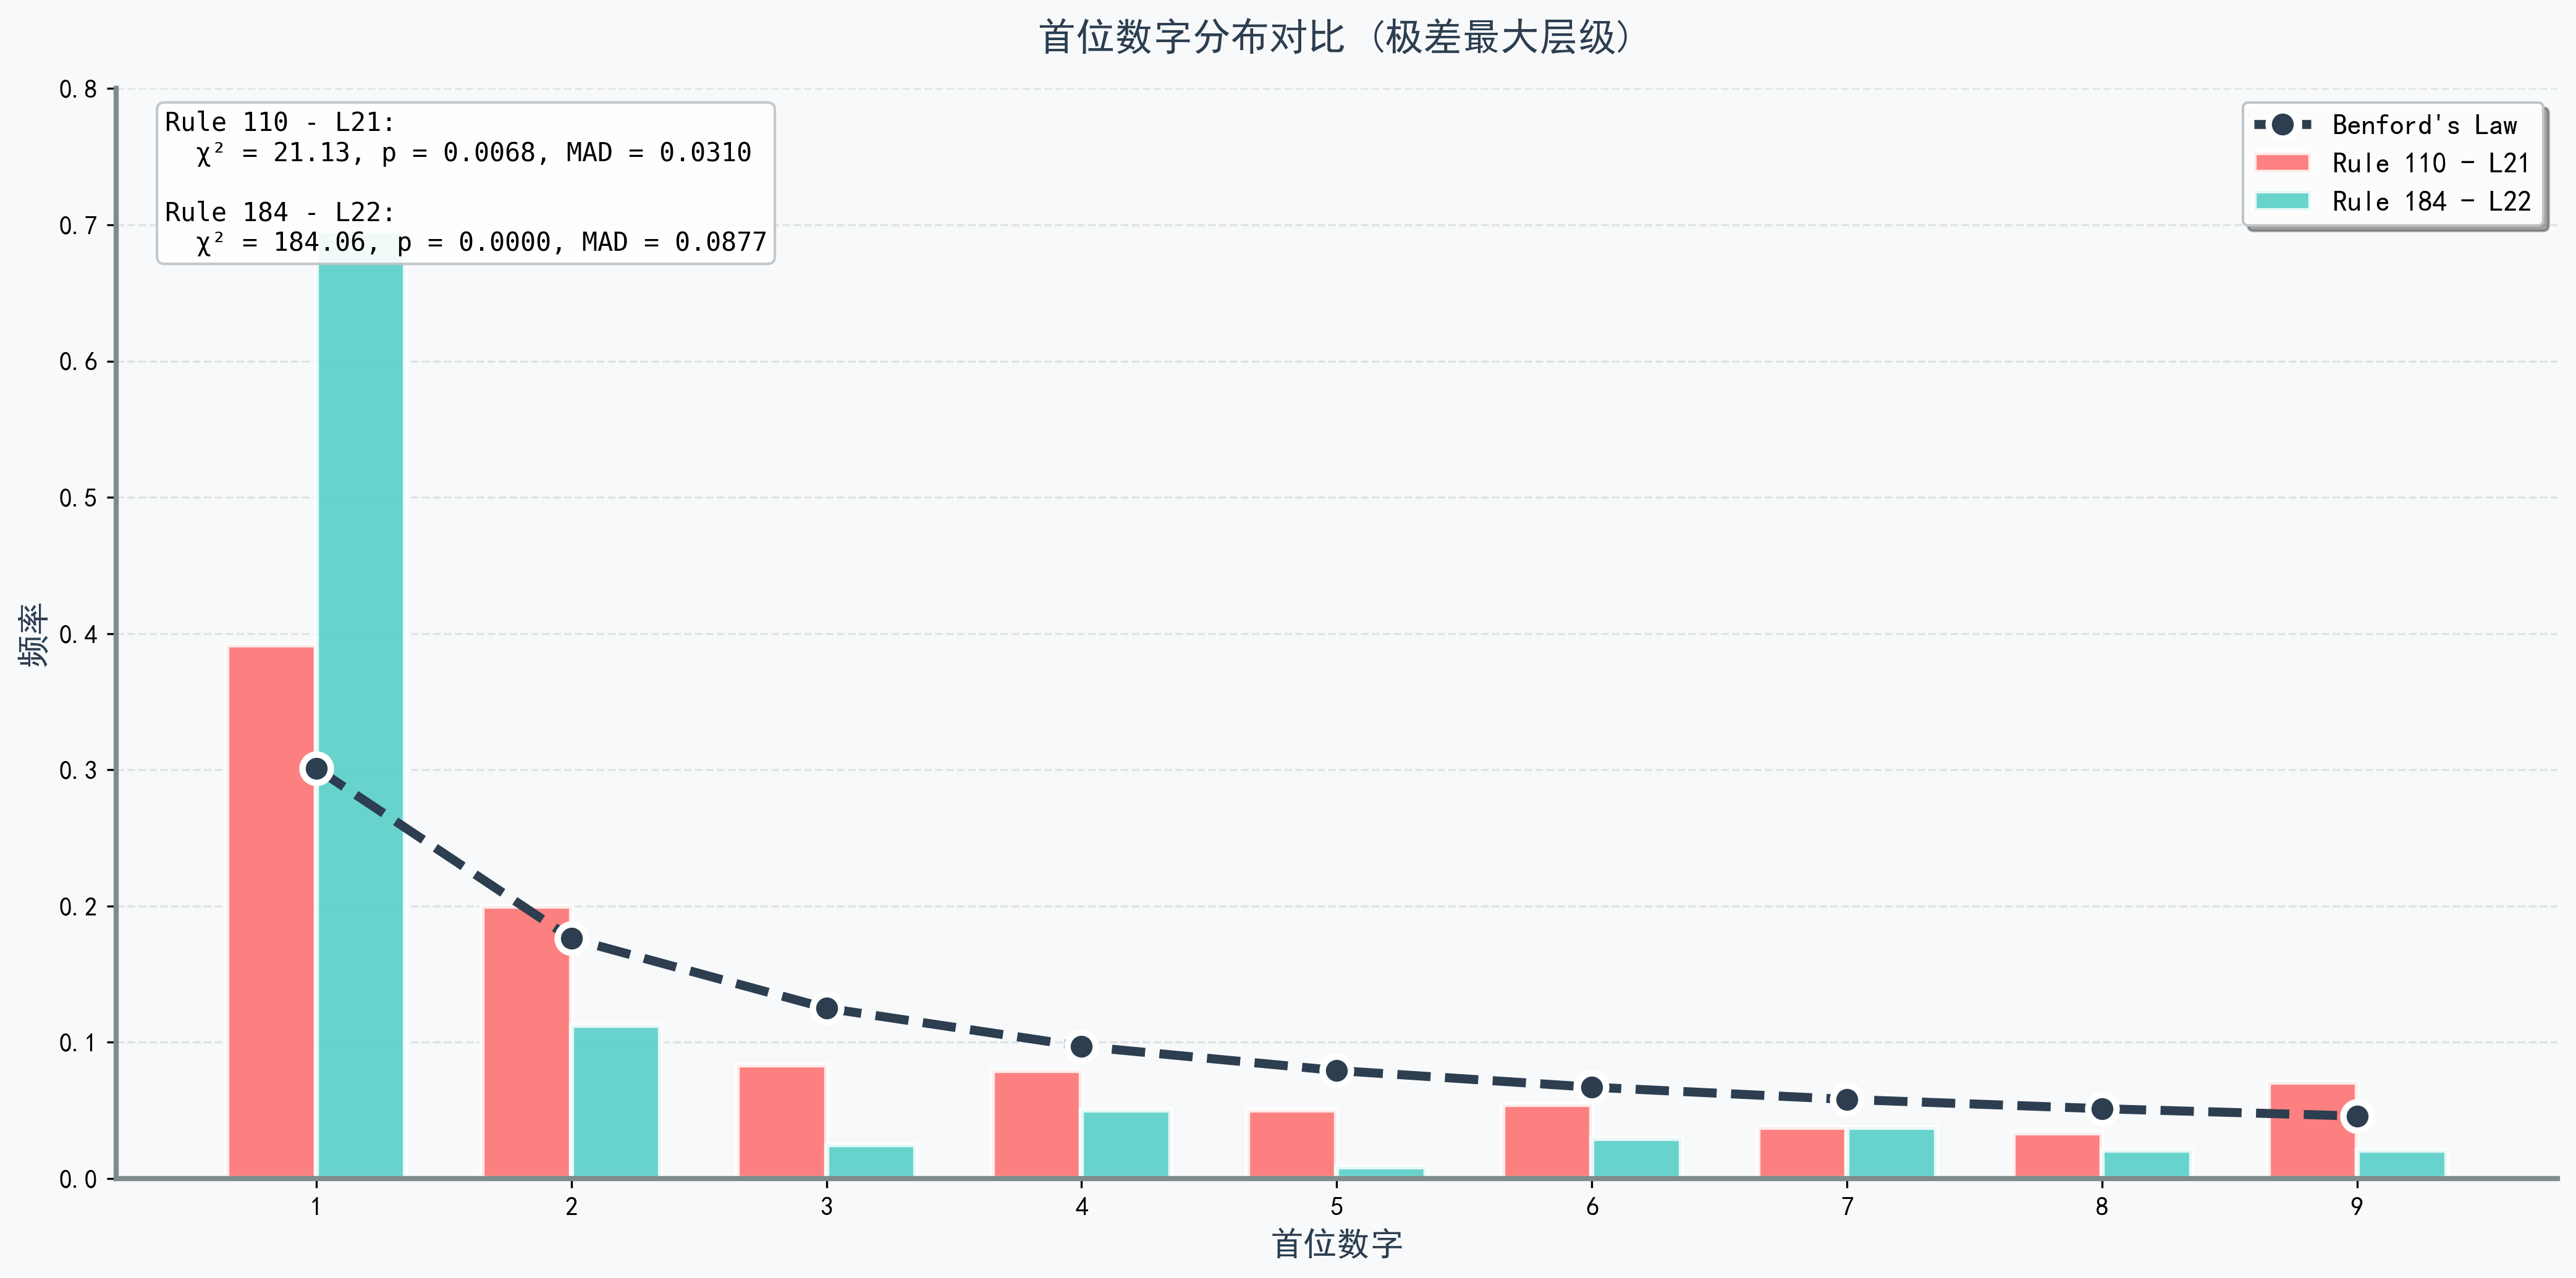 首位数字分布对比 (极差最大层级)
Rule 110 - L21:
χ² = 21.13, p = 0.0068, MAD = 0.0310
Rule 184 - L22:
χ² = 184.06, p = 0.0000, MAD = 0.0877
Benford's Law
Rule 110 - L21
Rule 184 - L22
频率
0.8
0.7
0.6
0.5
0.4
0.3
0.2
0.1
0.0
1 2 3 4 5 6 7 8 9
首位数字